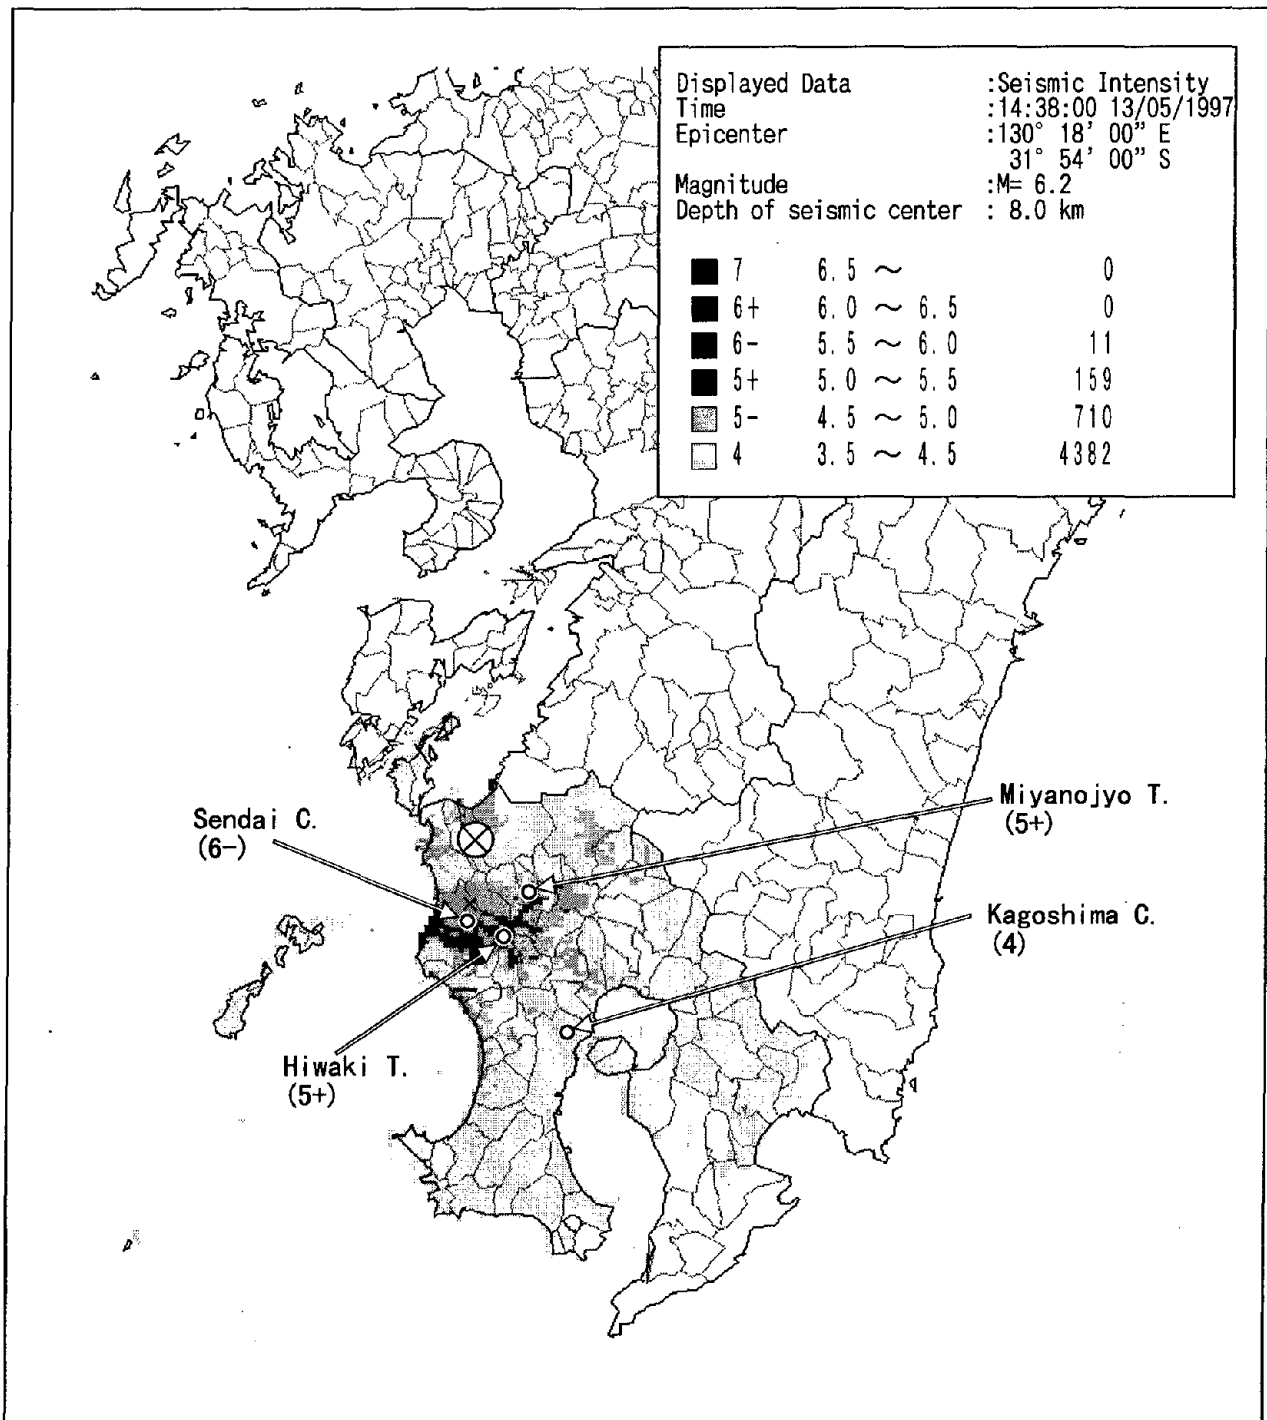 Displayed Data :Seismic Intensity
Time :14:38:00 13/05/1997
Epicenter :130° 18' 00” E
31° 54' 00” S
Magnitude :M= 6.2
Depth of seismic center : 8.0 km
7 6.5 ～ 0
6+ 6.0 ～ 6.5 0
6- 5.5 ～ 6.0 11
5+ 5.0 ～ 5.5 159
5- 4.5 ～ 5.0 710
4 3.5 ～ 4.5 4382
Miyanojyo T.
(5+)
Sendai C.
(6-)
Kagoshima C.
(4)
Hiwaki T.
(5+)